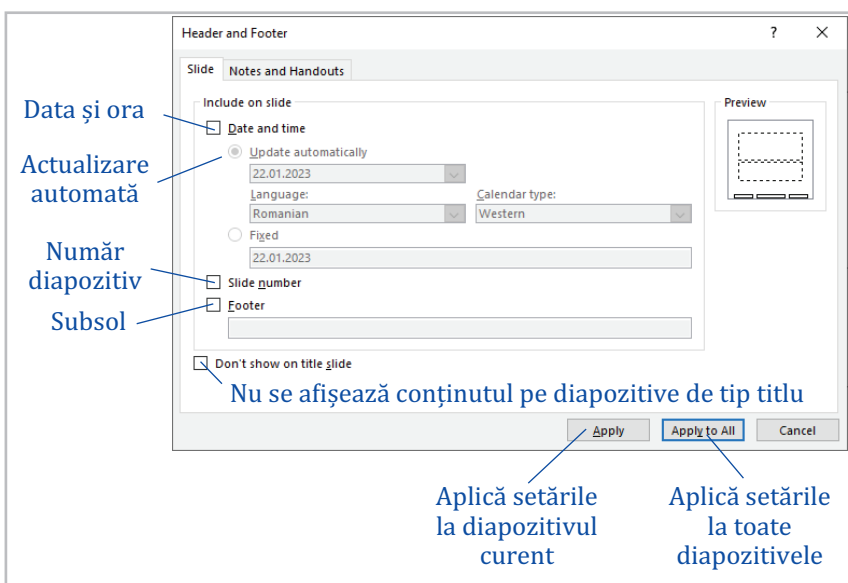 Header and Footer
?
Slide
Notes and Handouts
Include on slide
Preview
Data și ora
Date and time
Actualizare
automată
Update automatically
22.01.2023
Language:
Calendar type:
Romanian
Western
Fixed
22.01.2023
Număr
diapozitiv
Slide number
Subsol
Footer
Don't show on title slide
Nu se afișează conținutul pe diapozitive de tip titlu
Apply
Apply to All
Cancel
Aplică setările
la diapozitivul
curent
Aplică setările
la toate
diapozitivele